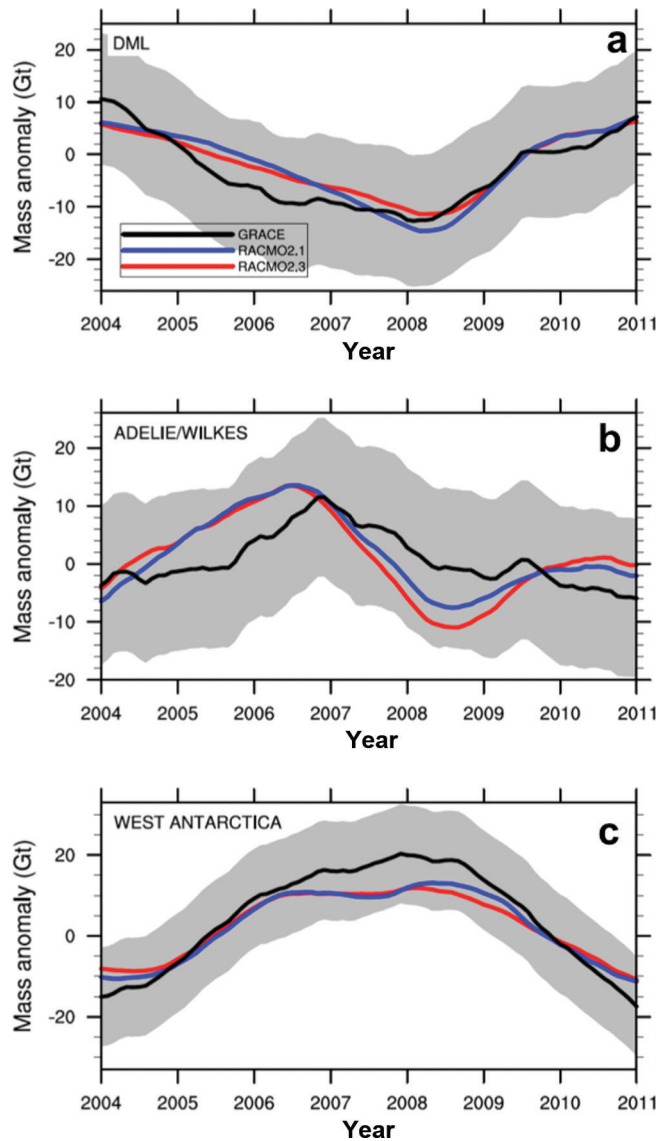 DML
a
20
10
0
-10
-20
Mass anomaly (Gt)
GRACE
RACMO2.1
RACMO2.3
2004 2005 2006 2007 2008 2009 2010 2011
Year
ADELIE/WILKES
b
20
10
0
-10
-20
Mass anomaly (Gt)
2004 2005 2006 2007 2008 2009 2010 2011
Year
WEST ANTARCTICA
c
20
0
-20
Mass anomaly (Gt)
2004 2005 2006 2007 2008 2009 2010 2011
Year